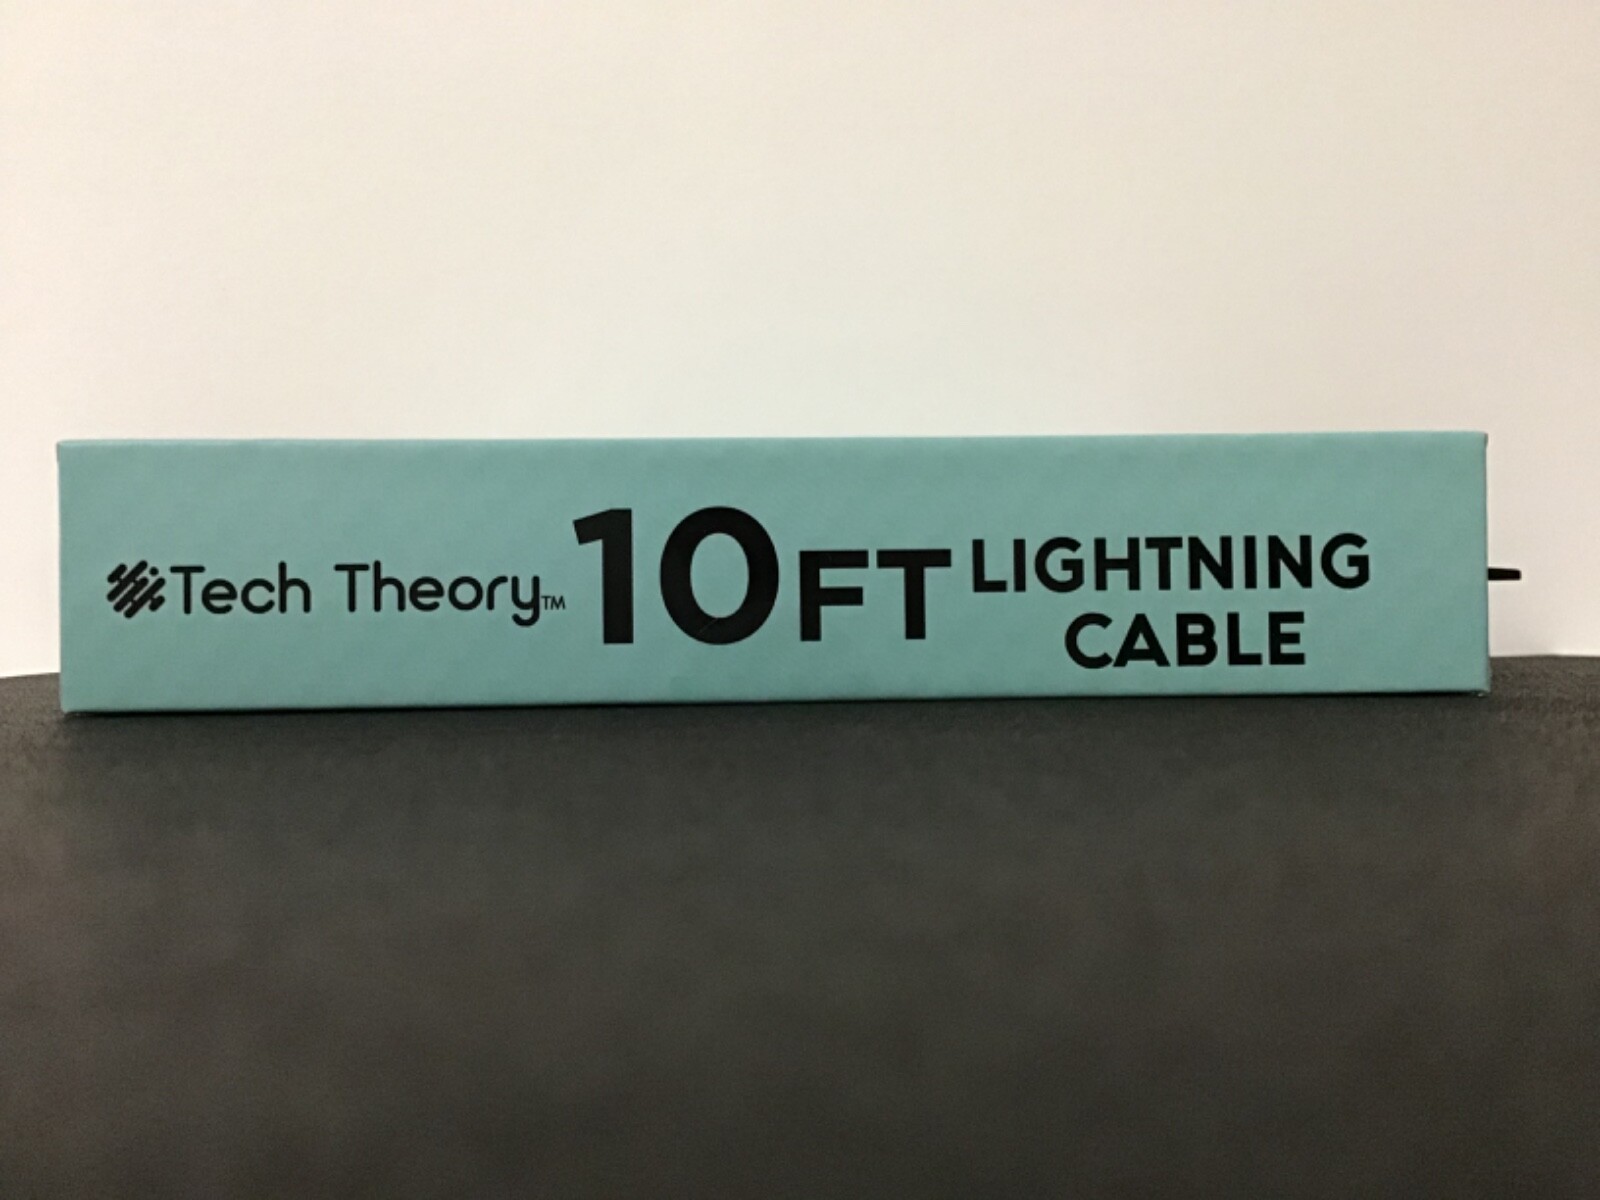 Tech Theory™ 10FT LIGHTNING
CABLE